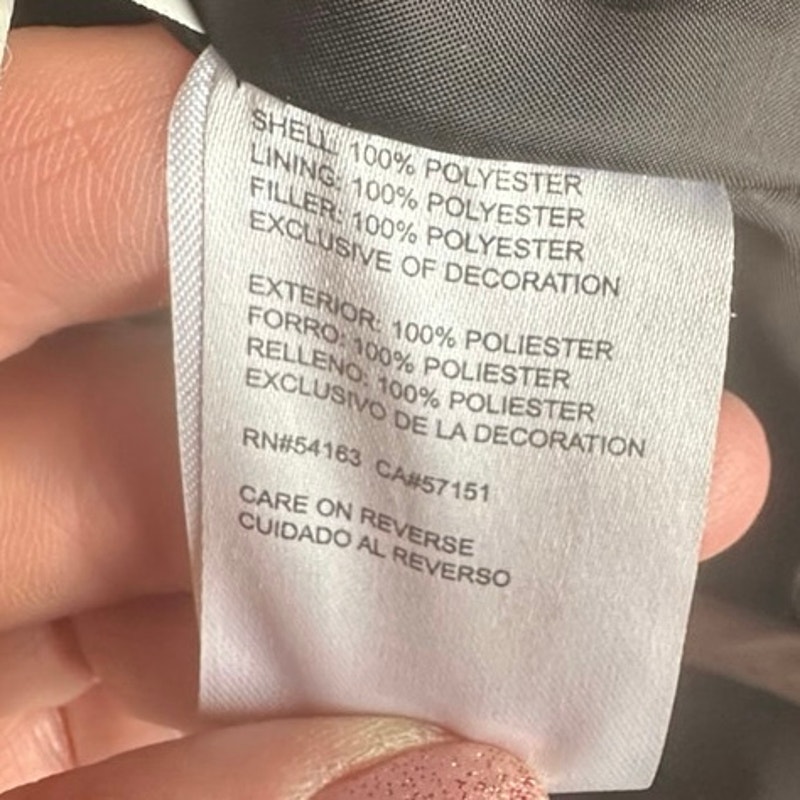 SHELL: 100% POLYESTER
LINING: 100% POLYESTER
FILLER: 100% POLYESTER
EXCLUSIVE OF DECORATION
EXTERIOR: 100% POLIESTER
FORRO: 100% POLIESTER
RELLENO: 100% POLIESTER
EXCLUSIVO DE LA DECORATION
RN#54163 CA#57151
CARE ON REVERSE
CUIDADO AL REVERSO